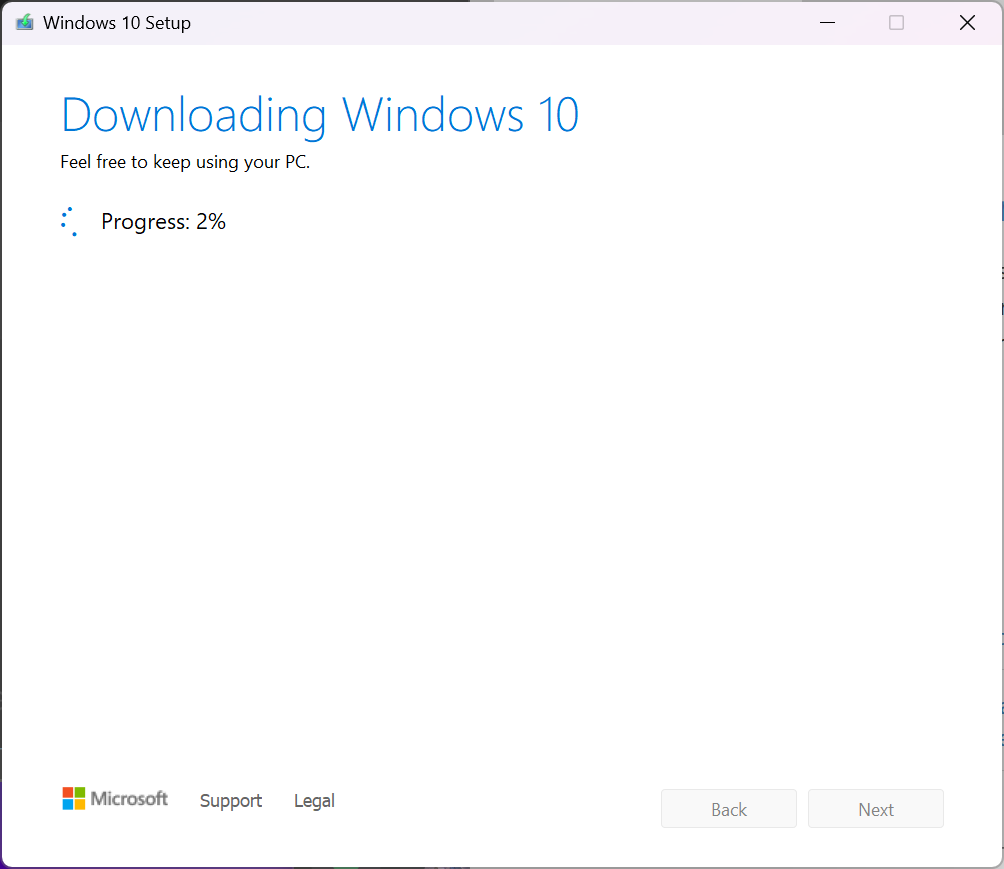 Windows 10 Setup
Downloading Windows 10
Feel free to keep using your PC.
Progress: 2%
Microsoft Support Legal
Back Next